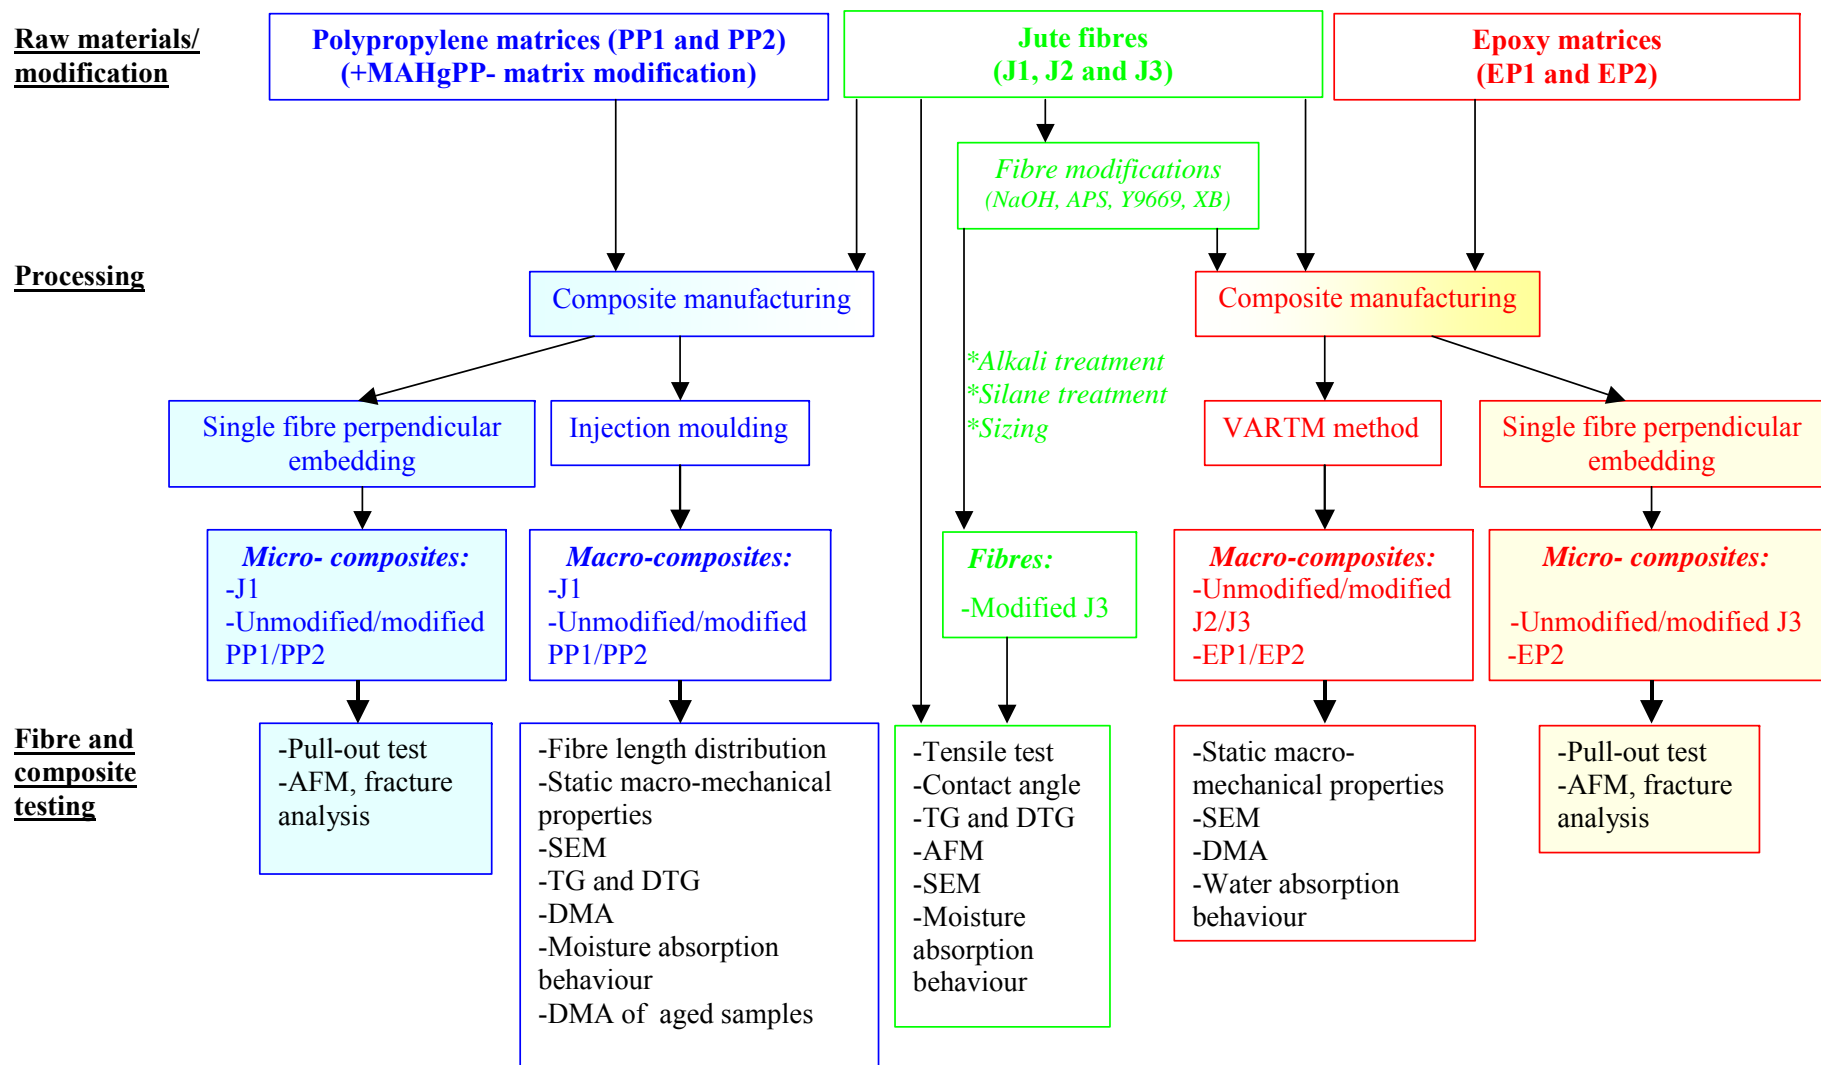 Raw materials/
modification
Polypropylene matrices (PP1 and PP2)
(+MAHgPP- matrix modification)
Jute fibres
(J1, J2 and J3)
Epoxy matrices
(EP1 and EP2)
Fibre modifications
(NaOH, APS, Y9669, XB)
Processing
Composite manufacturing
Composite manufacturing
*Alkali treatment
*Silane treatment
*Sizing
Single fibre perpendicular
embedding
Injection moulding
VARTM method
Single fibre perpendicular
embedding
Micro- composites:
-J1
-Unmodified/modified
PP1/PP2
Macro-composites:
-J1
-Unmodified/modified
PP1/PP2
Fibres:
-Modified J3
Macro-composites:
-Unmodified/modified
J2/J3
-EP1/EP2
Micro- composites:
-Unmodified/modified J3
-EP2
Fibre and
composite
testing
-Pull-out test
-AFM, fracture
analysis
-Fibre length distribution
-Static macro-mechanical
properties
-SEM
-TG and DTG
-DMA
-Moisture absorption
behaviour
-DMA of  aged samples
-Tensile test
-Contact angle
-TG and DTG
-AFM
-SEM
-Moisture
absorption
behaviour
-Static macro-
mechanical properties
-SEM
-DMA
-Water absorption
behaviour
-Pull-out test
-AFM, fracture
analysis